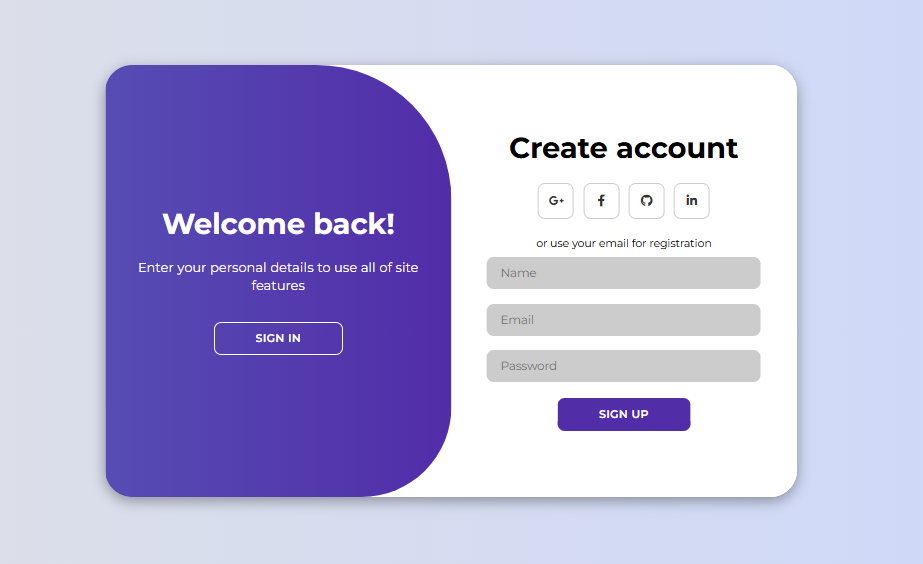 Welcome back!
Enter your personal details to use all of site
features
SIGN IN
Create account
G+
f
in
or use your email for registration
Name
Email
Password
SIGN UP